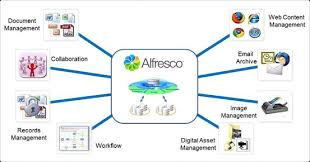 Document
Management
Web Content
Management
Collaboration
Alfresco
Email
Archive
Records
Management
Image
Management
Workflow
Digital Asset
Management